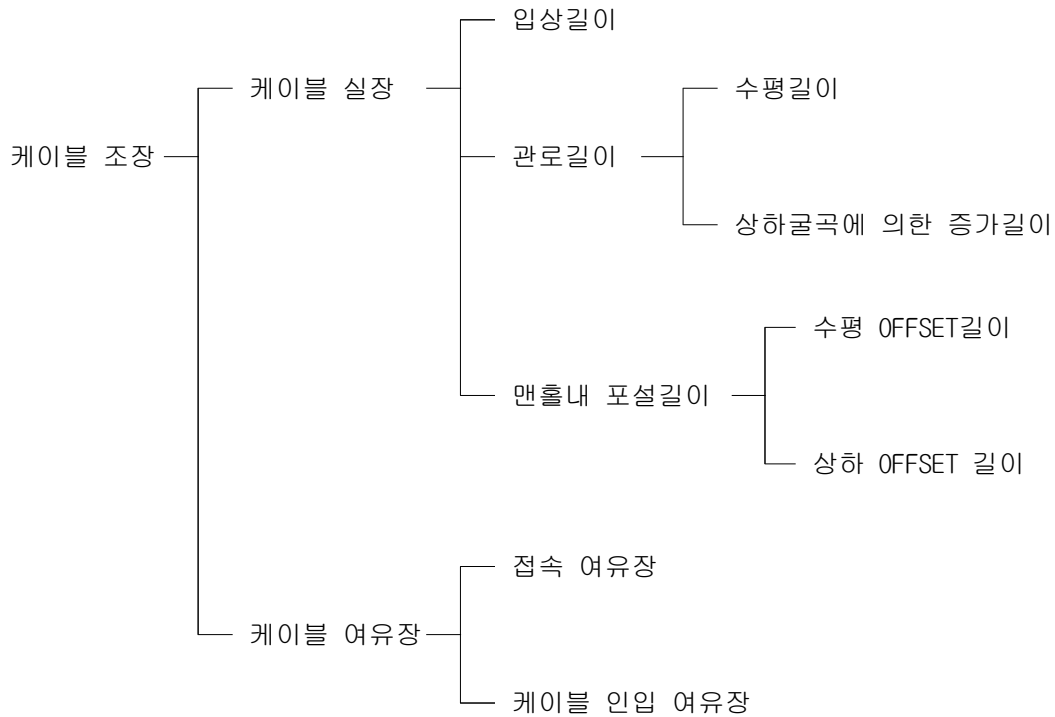 입상길이
케이블 실장
수평길이
케이블 조장
관로길이
상하굴곡에 의한 증가길이
수평 OFFSET길이
맨홀내 포설길이
상하 OFFSET 길이
접속 여유장
케이블 여유장
케이블 인입 여유장